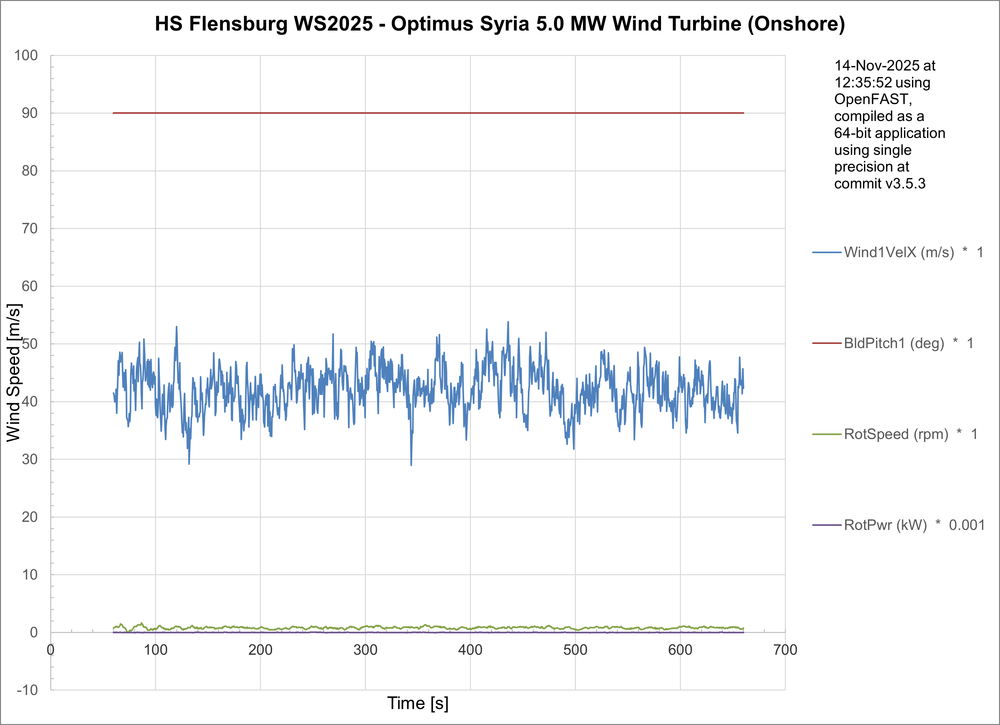 HS Flensburg WS2025 - Optimus Syria 5.0 MW Wind Turbine (Onshore)
14-Nov-2025 at
12:35:52 using
OpenFAST,
compiled as a
64-bit application
using single
precision at
commit v3.5.3
Wind1VelX (m/s) * 1
BldPitch1 (deg) * 1
RotSpeed (rpm) * 1
RotPwr (kW) * 0.001
Wind Speed [m/s]
100
90
80
70
60
50
40
30
20
10
0
-10
0 100 200 300 400 500 600 700
Time [s]